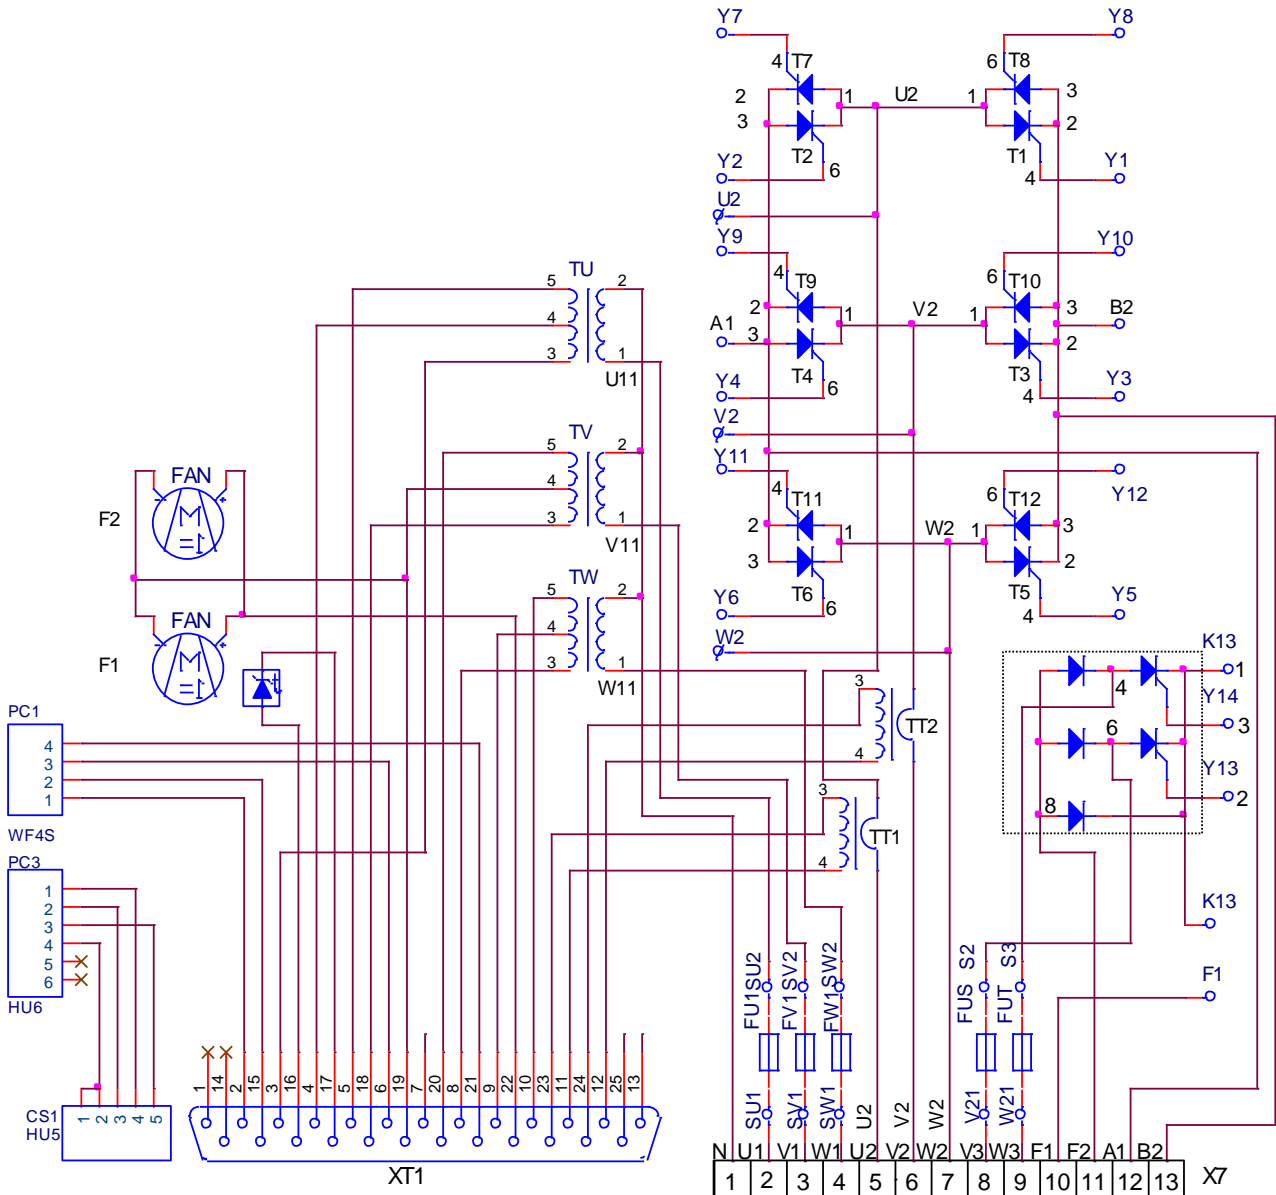 Y7
Y8
4 T7
6 T8
2 1 U2 1 3
3 2
T2 T1
Y2 6 4 Y1
U2
Y9 Y10
4 T9 6 T10
TU
5 2
2 1 V2 1 3 B2
A1 3 2
4
3 1
U11
T4 T3
Y4 6 4 Y3
V2
TV
5 2
Y11 Y12
4 T11 6 T12
4
3 1
V11
2 1 W2 1 3
3 2
T6 T5
Y6 6 4 Y5
W2
FAN
F2
M
=1
FAN
F1
M
=1
TW
5 2
4
3 1
W11
K13
1
4
Y14
3
6
Y13
2
8
3
TT2
4
3
TT1
4
PC1
4
3
2
1
WF4S
PC3
1
2
3
4
5
6
HU6
K13
F1
FU1 SU2 FV1 SV2 FW1 SW2 FUS S2 FUT S3
1 14 2 15 3 16 4 17 5 18 6 19 7 20 8 21 9 22 10 23 11 24 12 25 13
SU1 SV1 SW1 U2 V2 W2 V21 W21
CS1
HU5
1 2 3 4 5
XT1
N U1 V1 W1 U2 V2 W2 V3 W3 F1 F2 A1 B2
1 2 3 4 5 6 7 8 9 10 11 12 13 X7